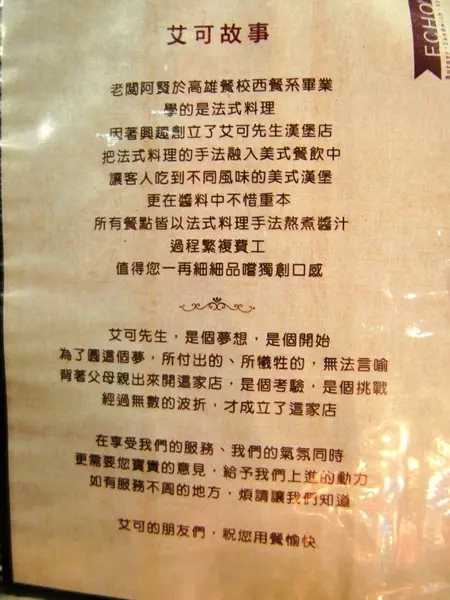 艾可故事
ECHO
老闆阿賢於高雄餐校西餐系畢業
學的是法式料理
因著興趣創立了艾可先生漢堡店
把法式料理的手法融入美式餐飲中
讓客人吃到不同風味的美式漢堡
更在醬料中不惜重本
所有餐點皆以法式料理手法熬煮醬汁
過程繁複費工
值得您一再細細品嚐獨創口感
艾可先生，是個夢想，是個開始
為了圓這個夢，所付出的、所犧牲的，無法言喻
背著父母親出來開這家店，是個考驗，是個挑戰
經過無數的波折，才成立了這家店
在享受我們的服務、我們的氣氛同時
更需要您寶貴的意見，給予我們上進的動力
如有服務不周的地方，煩請讓我們知道
艾可的朋友們，祝您用餐愉快